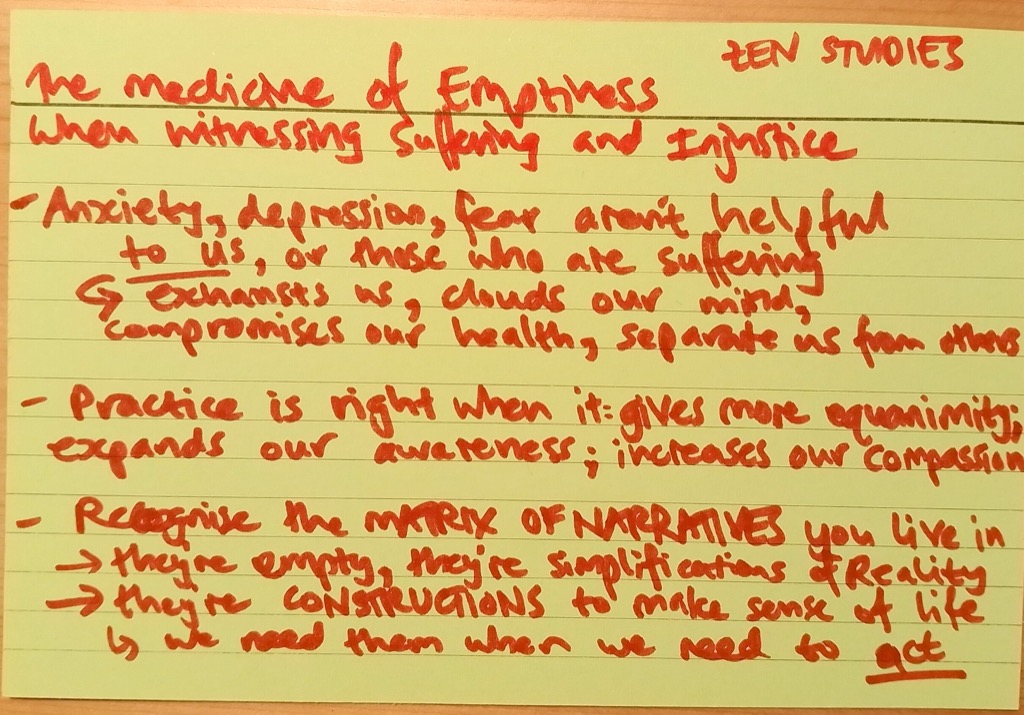 ZEN STUDIES
The medicine of Emptiness
when witnessing suffering and Injustice
- Anxiety, depression, fear aren't helpful
to us, or those who are suffering
↳ exhausts us, clouds our mind,
compromises our health, separate us from others
- Practice is right when it: gives more equanimity;
expands our awareness; increases our compassion
- Recognise the MATRIX OF NARRATIVES you live in
→ they're empty, they're simplifications of Reality
→ they're CONSTRUCTIONS to make sense of life
↳ we need them when we need to act